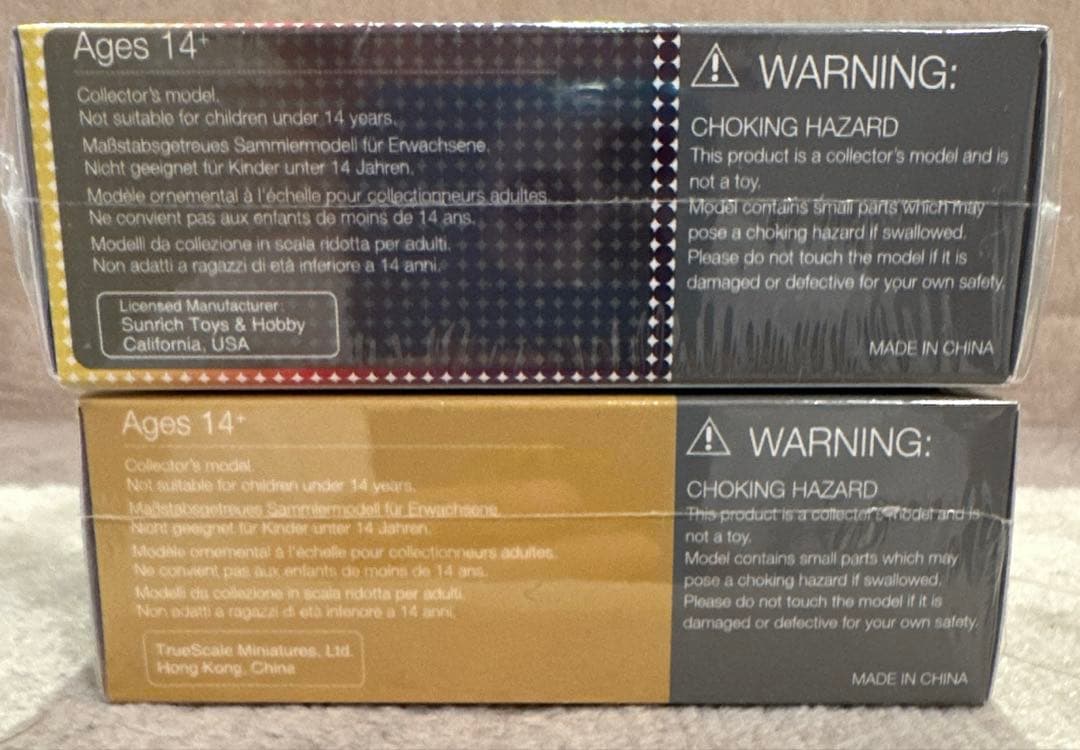 Ages 14+
Collector's model.
Not suitable for children under 14 years.
Maßstabsgetreues Sammlermodell für Erwachsene.
Nicht geeignet für Kinder unter 14 Jahren.
Modèle ornemental à l'échelle pour collectionneurs adultes.
Ne convient pas aux enfants de moins de 14 ans.
Modelli da collezione in scala ridotta per adulti.
Non adatti a ragazzi di età inferiore a 14 anni.
Licensed Manufacturer
Sunrich Toys & Hobby
California, USA
WARNING:
CHOKING HAZARD
This product is a collector's model and is
not a toy.
Model contains small parts which may
pose a choking hazard if swallowed.
Please do not touch the model if it is
damaged or defective for your own safety.
MADE IN CHINA
Ages 14+
Collector's model.
Not suitable for children under 14 years.
Maßstabsgetreues Sammlermodell für Erwachsene.
Nicht geeignet für Kinder unter 14 Jahren.
Modèle ornemental à l'échelle pour collectionneurs adultes.
Ne convient pas aux enfants de moins de 14 ans.
Modelli da collezione in scala ridotta per adulti.
Non adatti a ragazzi di età inferiore a 14 anni.
TrueScale Miniatures, Ltd.
Hong Kong, China
WARNING:
CHOKING HAZARD
This product is a collector's model and is
not a toy.
Model contains small parts which may
pose a choking hazard if swallowed.
Please do not touch the model if it is
damaged or defective for your own safety.
MADE IN CHINA